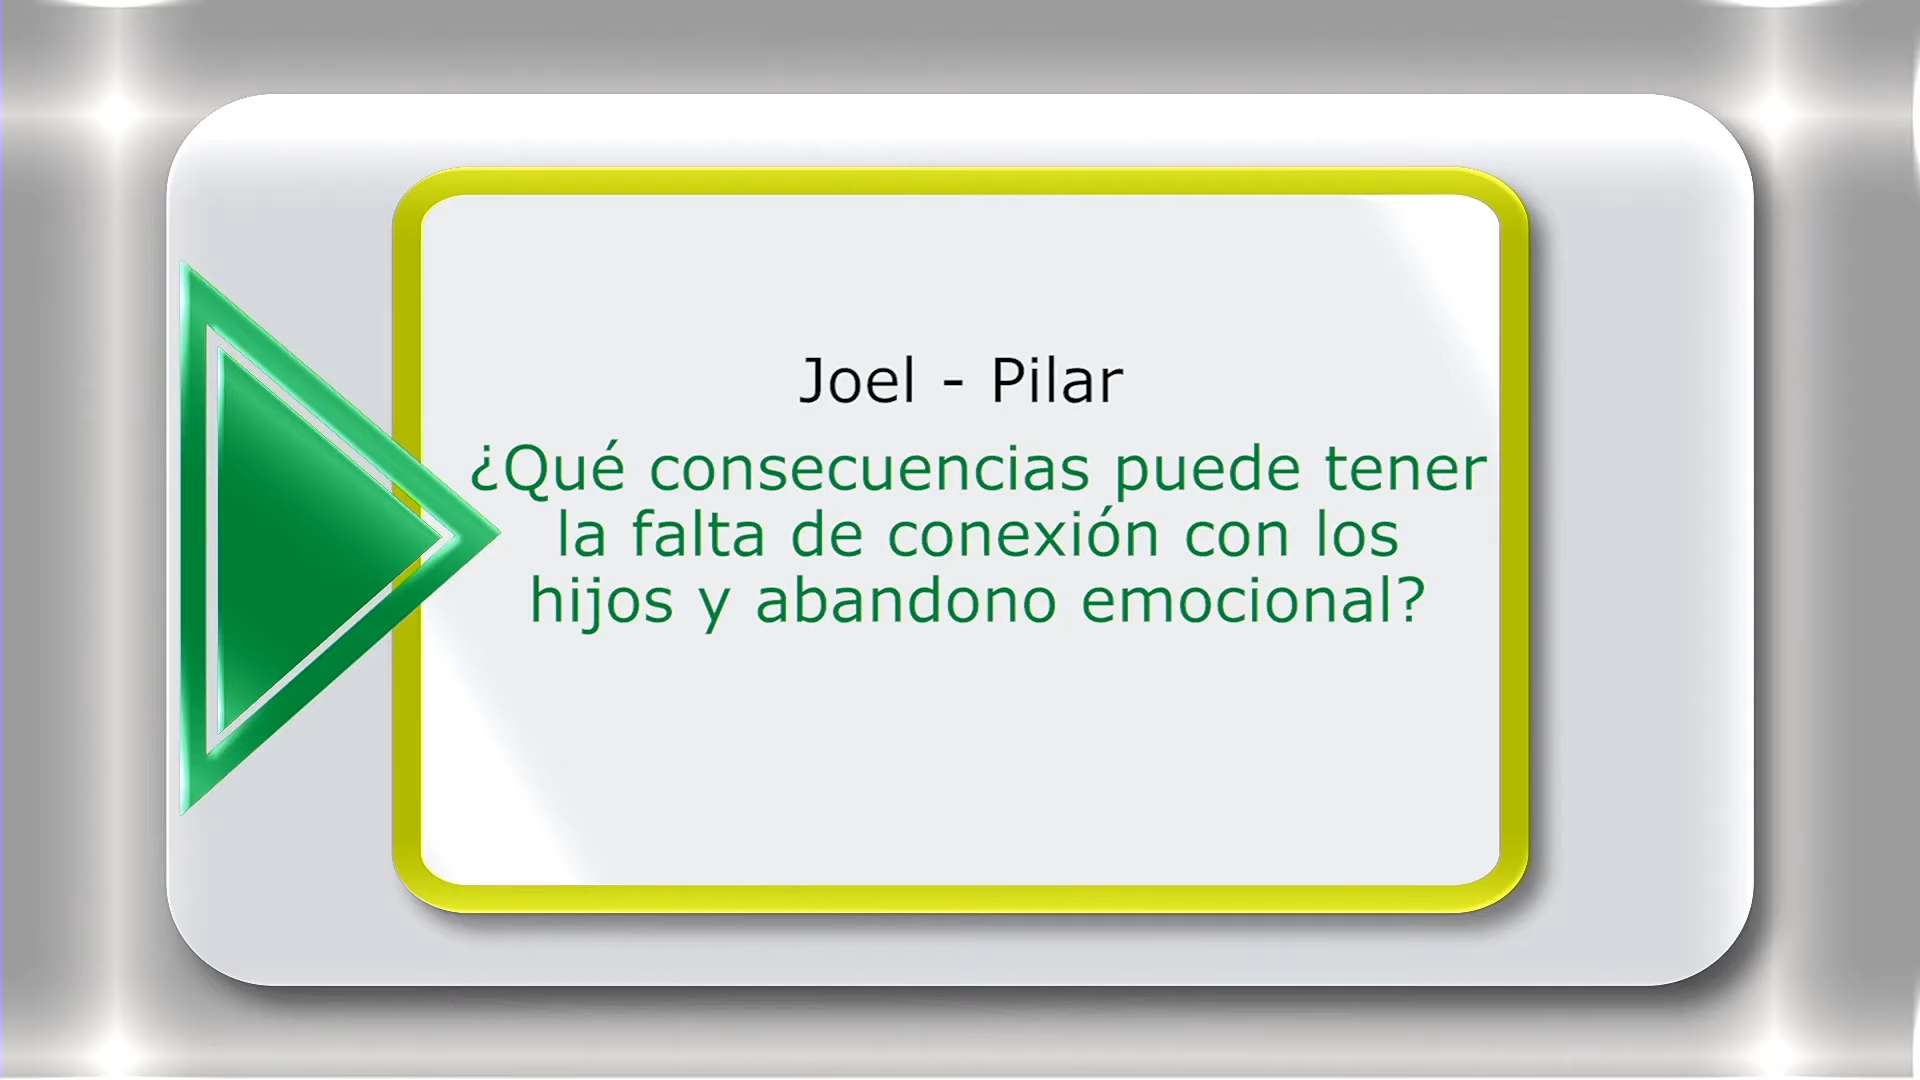 Joel - Pilar
¿Qué consecuencias puede tener
la falta de conexión con los
hijos y abandono emocional?